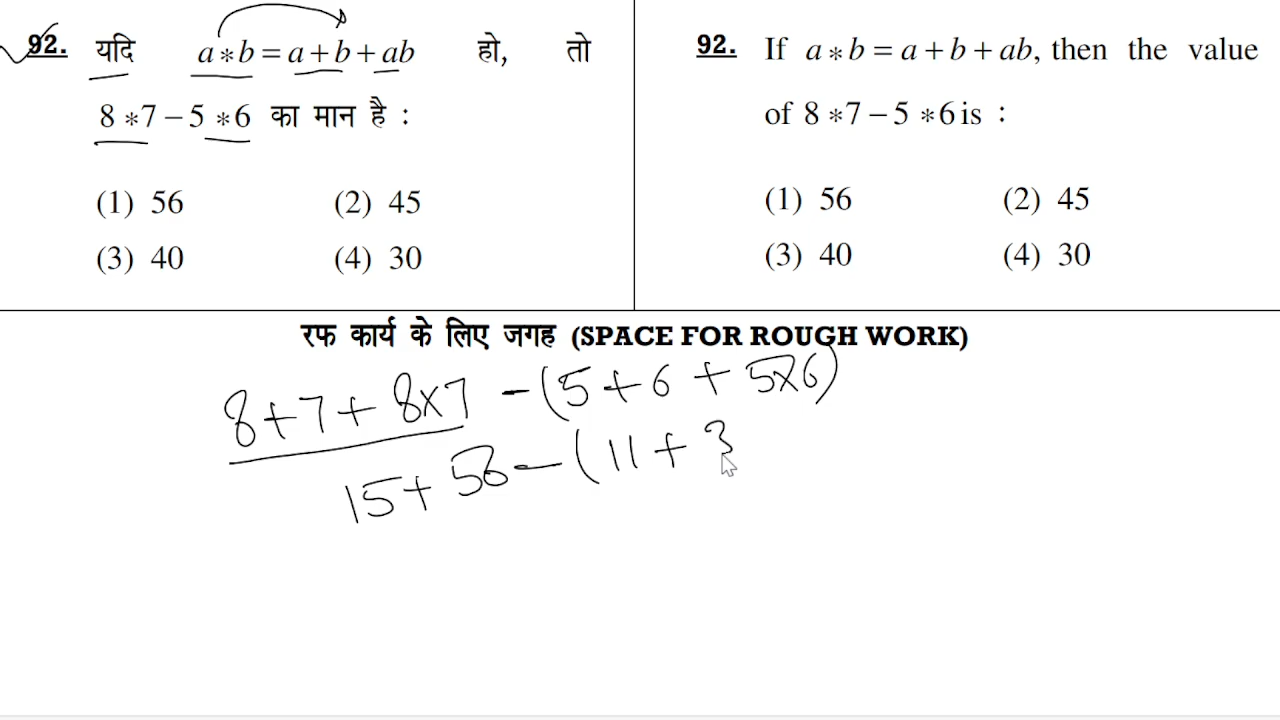 92. यदि a∗b = a+b+ab हो, तो
8∗7−5∗6 का मान है :
(1) 56 (2) 45
(3) 40 (4) 30
92. If a∗b = a+b+ab, then the value
of 8∗7−5∗6 is :
(1) 56 (2) 45
(3) 40 (4) 30
रफ कार्य के लिए जगह (SPACE FOR ROUGH WORK)
8+7+8×7 −(5+6+5×6)
15+56−(11+3